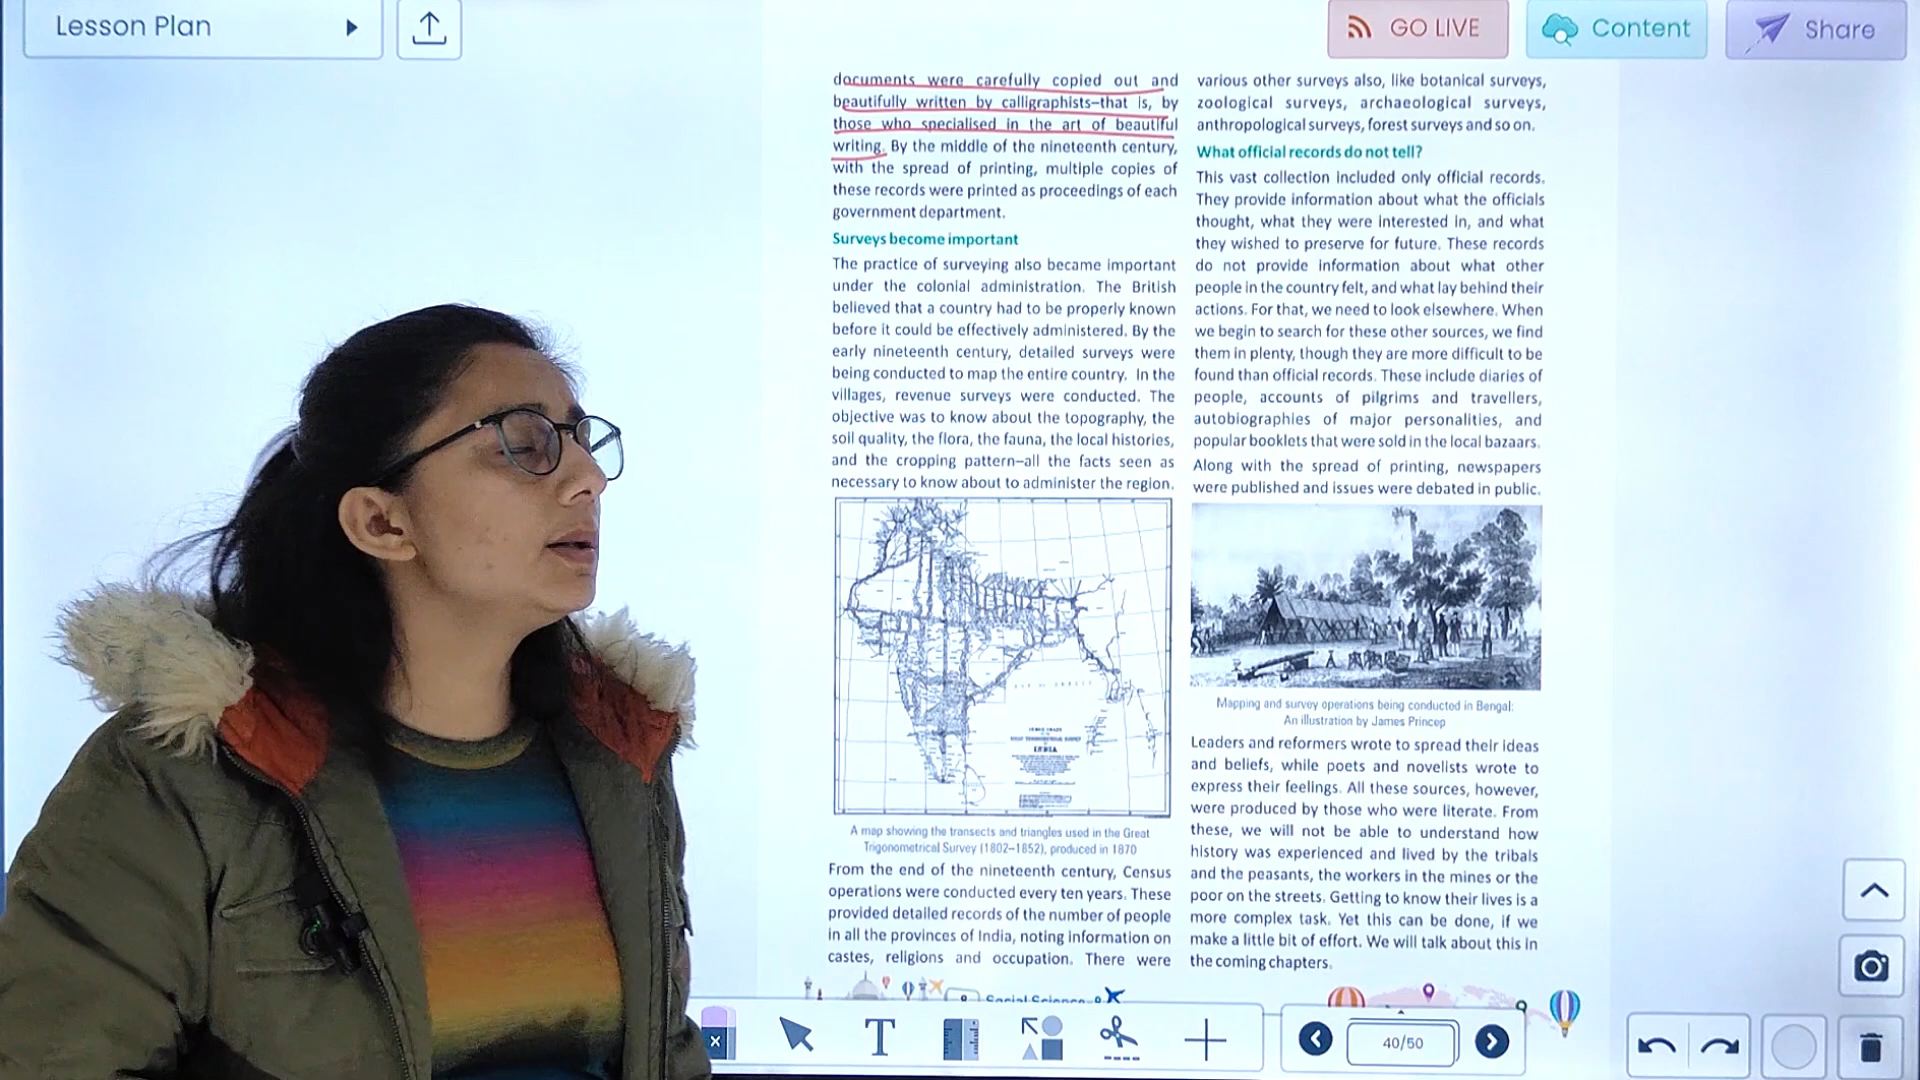 Lesson Plan
GO LIVE
Content
Share
documents were carefully copied out and
beautifully written by calligraphists–that is, by
those who specialised in the art of beautiful
writing. By the middle of the nineteenth century,
with the spread of printing, multiple copies of
these records were printed as proceedings of each
government department.
Surveys become important
The practice of surveying also became important
under the colonial administration. The British
believed that a country had to be properly known
before it could be effectively administered. By the
early nineteenth century, detailed surveys were
being conducted to map the entire country. In the
villages, revenue surveys were conducted. The
objective was to know about the topography, the
soil quality, the flora, the fauna, the local histories,
and the cropping pattern–all the facts seen as
necessary to know about to administer the region.
INDIA
A map showing the transects and triangles used in the Great
Trigonometrical Survey (1802–1852), produced in 1870
From the end of the nineteenth century, Census
operations were conducted every ten years. These
provided detailed records of the number of people
in all the provinces of India, noting information on
castes, religions and occupation. There were
various other surveys also, like botanical surveys,
zoological surveys, archaeological surveys,
anthropological surveys, forest surveys and so on.
What official records do not tell?
This vast collection included only official records.
They provide information about what the officials
thought, what they were interested in, and what
they wished to preserve for future. These records
do not provide information about what other
people in the country felt, and what lay behind their
actions. For that, we need to look elsewhere. When
we begin to search for these other sources, we find
them in plenty, though they are more difficult to be
found than official records. These include diaries of
people, accounts of pilgrims and travellers,
autobiographies of major personalities, and
popular booklets that were sold in the local bazaars.
Along with the spread of printing, newspapers
were published and issues were debated in public.
Mapping and survey operations being conducted in Bengal:
An illustration by James Princep
Leaders and reformers wrote to spread their ideas
and beliefs, while poets and novelists wrote to
express their feelings. All these sources, however,
were produced by those who were literate. From
these, we will not be able to understand how
history was experienced and lived by the tribals
and the peasants, the workers in the mines or the
poor on the streets. Getting to know their lives is a
more complex task. Yet this can be done, if we
make a little bit of effort. We will talk about this in
the coming chapters.
Social Science
T
40/50